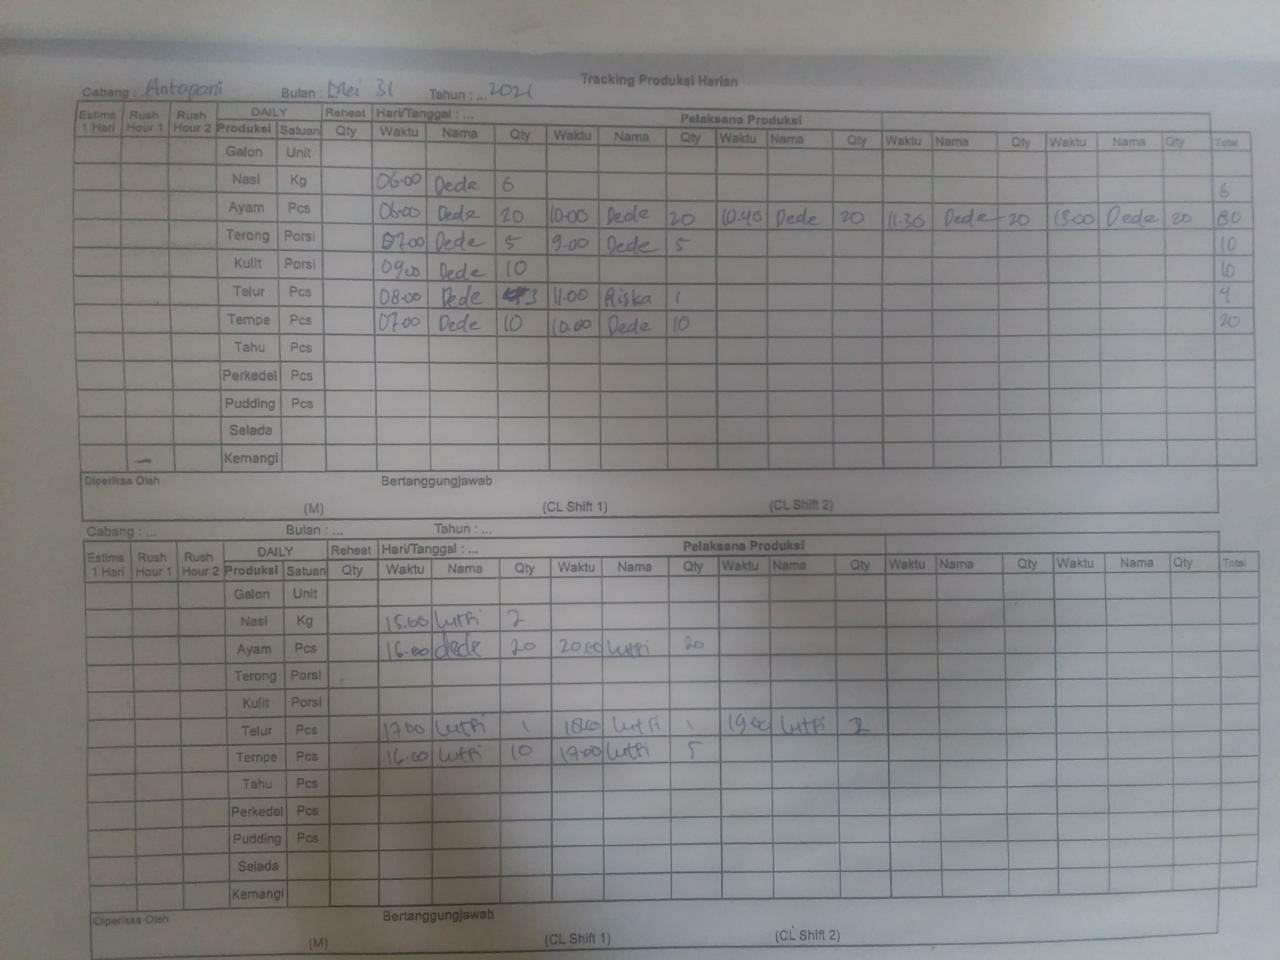 Tracking Produksi Harian
Cabang : Antapani Bulan : Mei 31 Tahun : ... 2021
Estima 1 Hari Rush Hour 1 Rush Hour 2 DAILY Reheat Hari/Tanggal : ... Pelaksana Produksi
Produksi Satuan Qty Waktu Nama Qty Waktu Nama Qty Waktu Nama Qty Waktu Nama Qty Waktu Nama Qty Total
Galon Unit
Nasi Kg 06.00 Dede 6 6
Ayam Pcs 06.00 Dede 20 10.00 Dede 20 10.40 Dede 20 11.30 Dede 20 13.00 Dede 20 80
Terong Porsi 07.00 Dede 5 9.00 Dede 5 10
Kulit Porsi 09.00 Dede 10 10
Telur Pcs 08.00 Dede 3 11.00 Riska 1 4
Tempe Pcs 07.00 Dede 10 10.00 Dede 10 20
Tahu Pcs
Perkedel Pcs
Pudding Pcs
Selada
Kemangi
Diperiksa Oleh Bertanggungjawab
(M) (CL Shift 1) (CL Shift 2)
Cabang : ... Bulan : ... Tahun : ...
Estima 1 Hari Rush Hour 1 Rush Hour 2 DAILY Reheat Hari/Tanggal : ... Pelaksana Produksi
Produksi Satuan Qty Waktu Nama Qty Waktu Nama Qty Waktu Nama Qty Waktu Nama Qty Waktu Nama Qty Total
Galon Unit
Nasi Kg 15.00 Lutfi 2
Ayam Pcs 16.00 dede 20 20.00 Lutfi 20
Terong Porsi
Kulit Porsi
Telur Pcs 17.00 Lutfi 1 18.00 Lutfi 1 19.00 Lutfi 2
Tempe Pcs 16.00 Lutfi 10 19.00 Lutfi 5
Tahu Pcs
Perkedel Pcs
Pudding Pcs
Selada
Kemangi
Diperiksa Oleh Bertanggungjawab
(M) (CL Shift 1) (CL Shift 2)